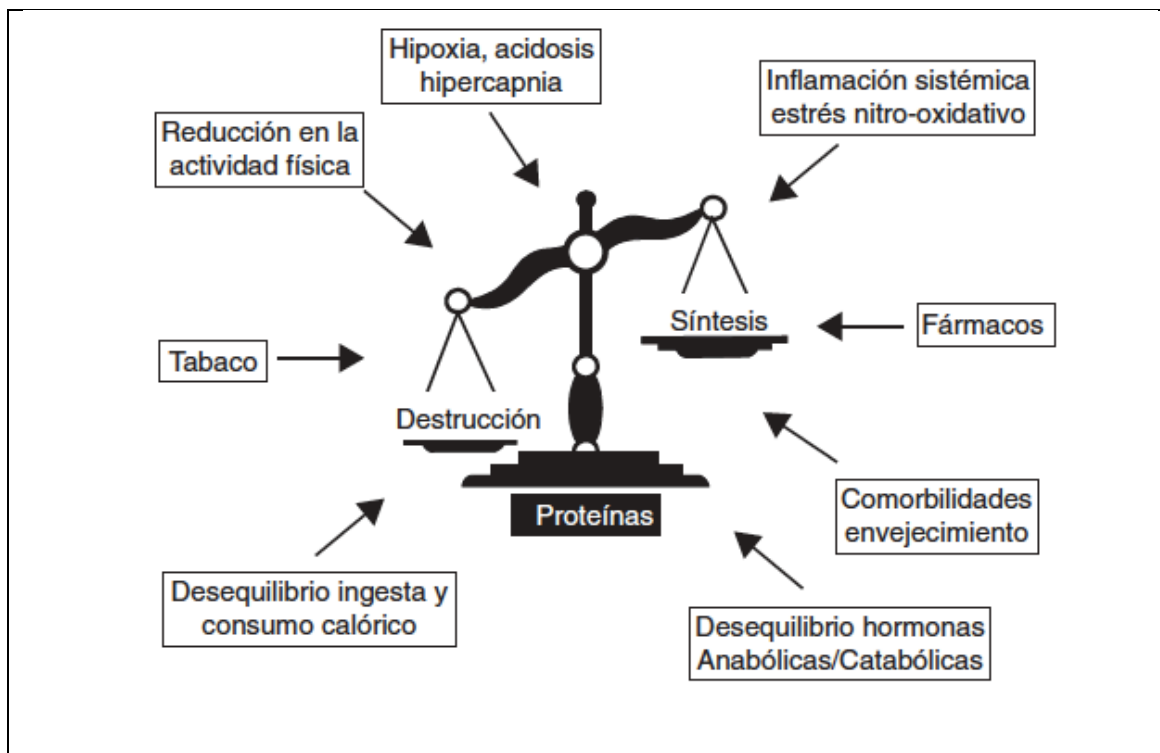 Hipoxia, acidosis
hipercapnia
Inflamación sistémica
estrés nitro-oxidativo
Reducción en la
actividad física
Síntesis
Fármacos
Tabaco
Destrucción
Comorbilidades
envejecimiento
Proteínas
Desequilibrio ingesta y
consumo calórico
Desequilibrio hormonas
Anabólicas/Catabólicas